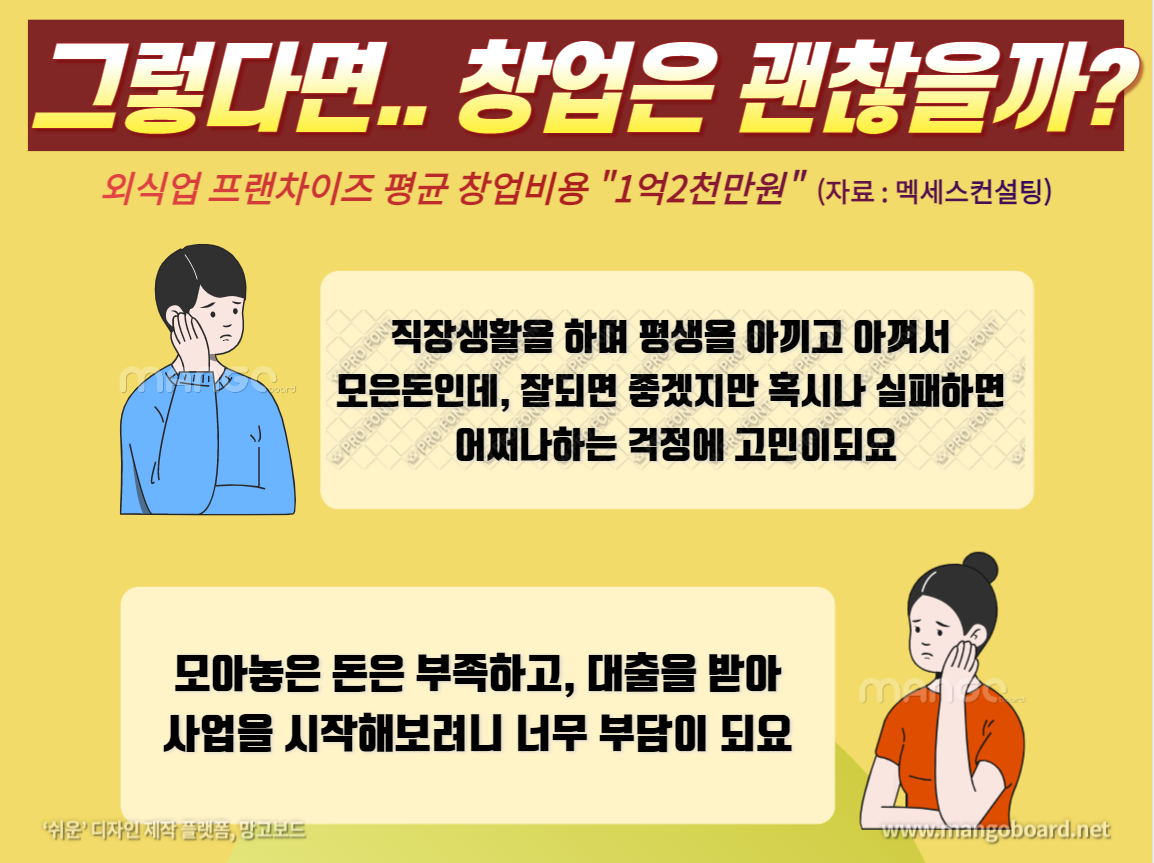 그렇다면.. 창업은 괜찮을까?
외식업 프랜차이즈 평균 창업비용 "1억2천만원" (자료 : 멕세스컨설팅)
직장생활을 하며 평생을 아끼고 아껴서
모은돈인데, 잘되면 좋겠지만 혹시나 실패하면
어쩌나하는 걱정에 고민이되요
PRO FONT
mangoboard
모아놓은 돈은 부족하고, 대출을 받아
사업을 시작해보려니 너무 부담이 되요
mangoboard
'쉬운' 디자인 제작 플랫폼, 망고보드
www.mangoboard.net